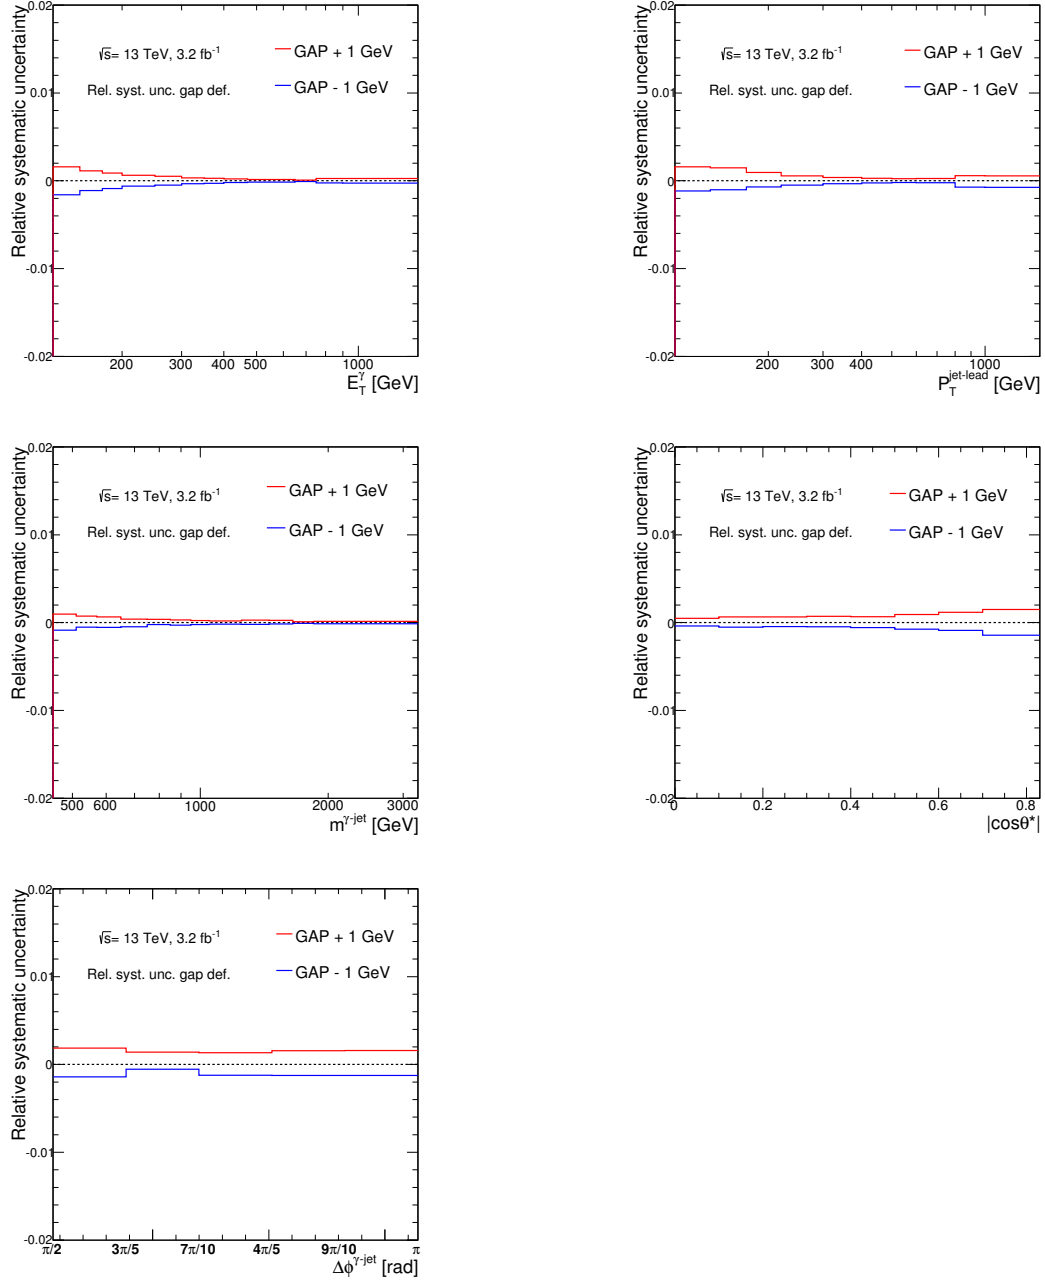 Relative systematic uncertainty
0.02
0.01
0
-0.01
-0.02
√s= 13 TeV, 3.2 fb⁻¹
Rel. syst. unc. gap def.
GAP + 1 GeV
GAP - 1 GeV
200 300 400 500 1000
E_T^γ [GeV]
Relative systematic uncertainty
0.02
0.01
0
-0.01
-0.02
√s= 13 TeV, 3.2 fb⁻¹
Rel. syst. unc. gap def.
GAP + 1 GeV
GAP - 1 GeV
200 300 400 1000
P_T^jet-lead [GeV]
Relative systematic uncertainty
0.02
0.01
0
-0.01
-0.02
√s= 13 TeV, 3.2 fb⁻¹
Rel. syst. unc. gap def.
GAP + 1 GeV
GAP - 1 GeV
500 600 1000 2000 3000
m^γ-jet [GeV]
Relative systematic uncertainty
0.02
0.01
0
-0.01
-0.02
√s= 13 TeV, 3.2 fb⁻¹
Rel. syst. unc. gap def.
GAP + 1 GeV
GAP - 1 GeV
0 0.2 0.4 0.6 0.8
|cosθ*|
Relative systematic uncertainty
0.02
0.01
0
-0.01
-0.02
√s= 13 TeV, 3.2 fb⁻¹
Rel. syst. unc. gap def.
GAP + 1 GeV
GAP - 1 GeV
π/2 3π/5 7π/10 4π/5 9π/10 π
Δϕ^γ-jet [rad]